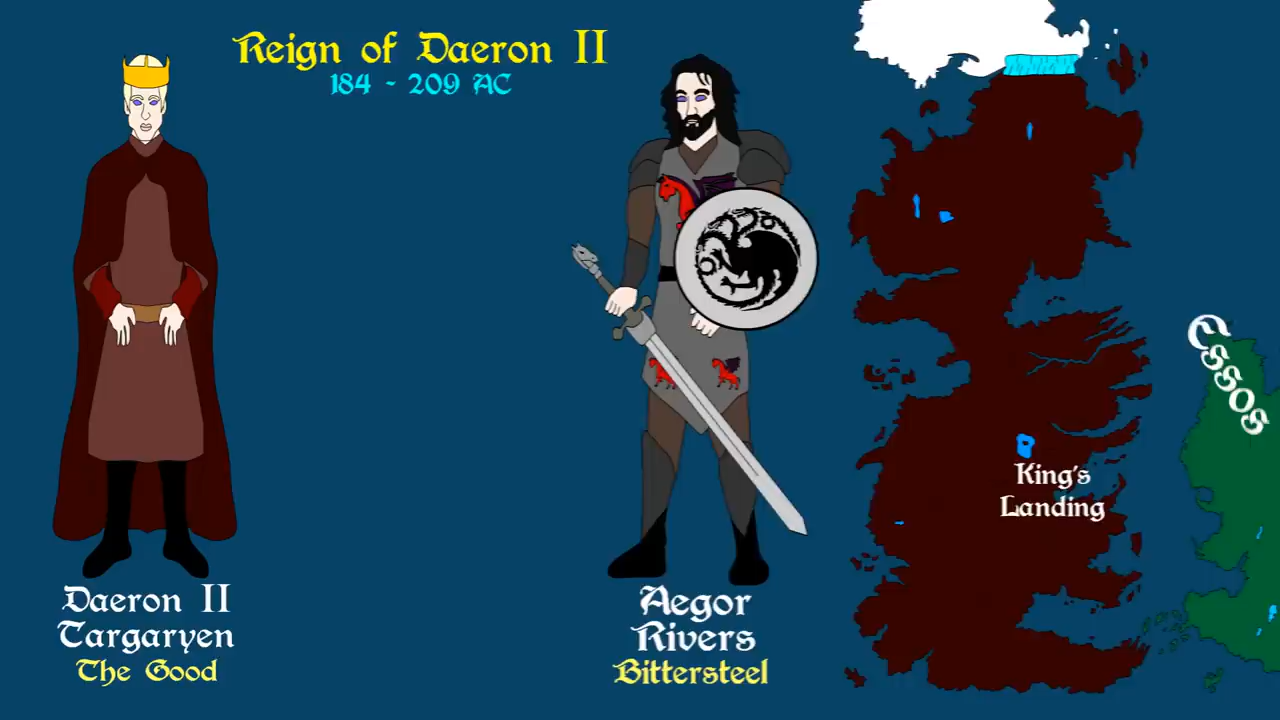 Reign of Daeron II
184 - 209 AC
Essos
King's
Landing
Daeron II
Targaryen
The Good
Aegor
Rivers
Bittersteel